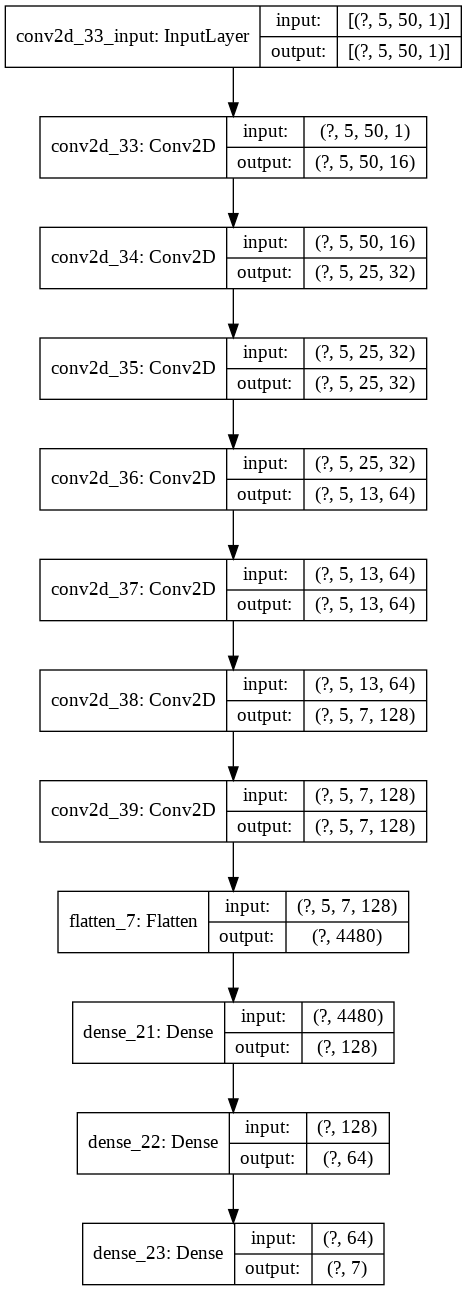 conv2d_33_input: InputLayer
input: [(?, 5, 50, 1)]
output: [(?, 5, 50, 1)]
conv2d_33: Conv2D
input: (?, 5, 50, 1)
output: (?, 5, 50, 16)
conv2d_34: Conv2D
input: (?, 5, 50, 16)
output: (?, 5, 25, 32)
conv2d_35: Conv2D
input: (?, 5, 25, 32)
output: (?, 5, 25, 32)
conv2d_36: Conv2D
input: (?, 5, 25, 32)
output: (?, 5, 13, 64)
conv2d_37: Conv2D
input: (?, 5, 13, 64)
output: (?, 5, 13, 64)
conv2d_38: Conv2D
input: (?, 5, 13, 64)
output: (?, 5, 7, 128)
conv2d_39: Conv2D
input: (?, 5, 7, 128)
output: (?, 5, 7, 128)
flatten_7: Flatten
input: (?, 5, 7, 128)
output: (?, 4480)
dense_21: Dense
input: (?, 4480)
output: (?, 128)
dense_22: Dense
input: (?, 128)
output: (?, 64)
dense_23: Dense
input: (?, 64)
output: (?, 7)